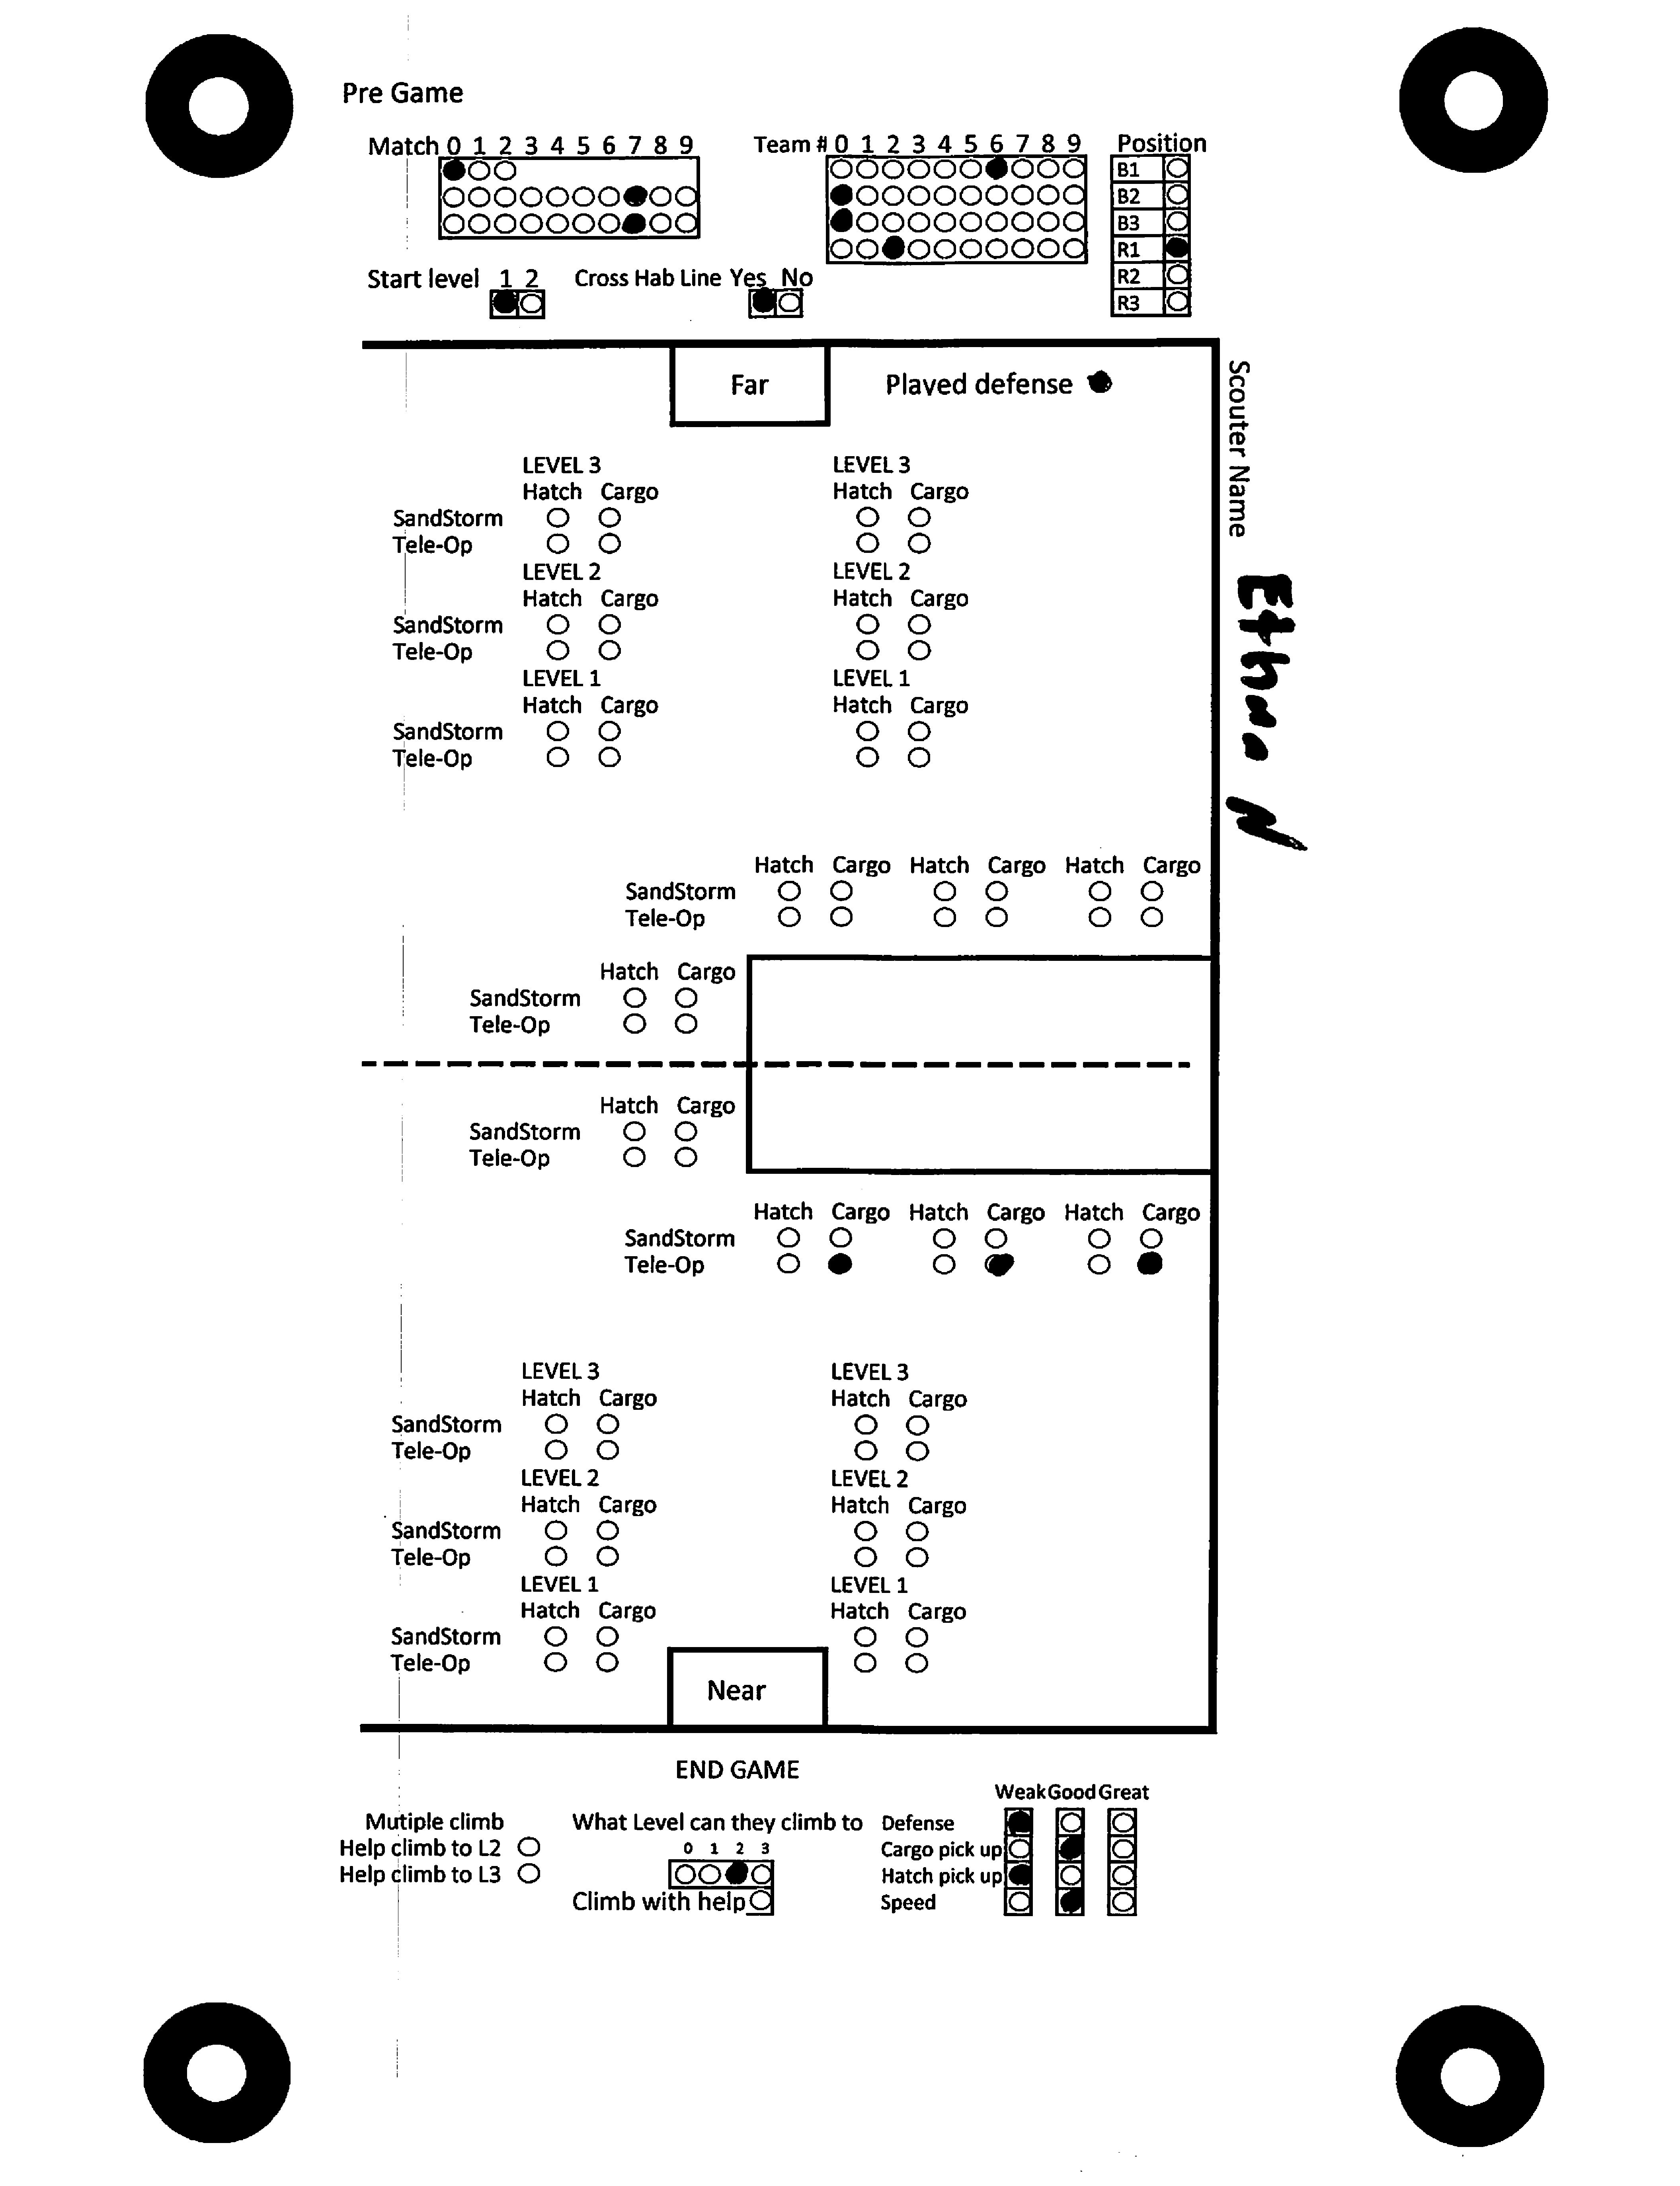 Pre Game
Match 0 1 2 3 4 5 6 7 8 9
Team # 0 1 2 3 4 5 6 7 8 9
Position
B1
B2
B3
R1
R2
R3
Start level 1 2
Cross Hab Line Yes No
Far
Played defense
Scouter Name
Ethan N
LEVEL 3 LEVEL 3
Hatch Cargo Hatch Cargo
SandStorm
Tele-Op
LEVEL 2 LEVEL 2
Hatch Cargo Hatch Cargo
SandStorm
Tele-Op
LEVEL 1 LEVEL 1
Hatch Cargo Hatch Cargo
SandStorm
Tele-Op
Hatch Cargo Hatch Cargo Hatch Cargo
SandStorm
Tele-Op
Hatch Cargo
SandStorm
Tele-Op
Hatch Cargo
SandStorm
Tele-Op
Hatch Cargo Hatch Cargo Hatch Cargo
SandStorm
Tele-Op
LEVEL 3 LEVEL 3
Hatch Cargo Hatch Cargo
SandStorm
Tele-Op
LEVEL 2 LEVEL 2
Hatch Cargo Hatch Cargo
SandStorm
Tele-Op
LEVEL 1 LEVEL 1
Hatch Cargo Hatch Cargo
SandStorm
Tele-Op
Near
END GAME
Mutiple climb
Help climb to L2
Help climb to L3
What Level can they climb to
0 1 2 3
Climb with help
Weak Good Great
Defense
Cargo pick up
Hatch pick up
Speed